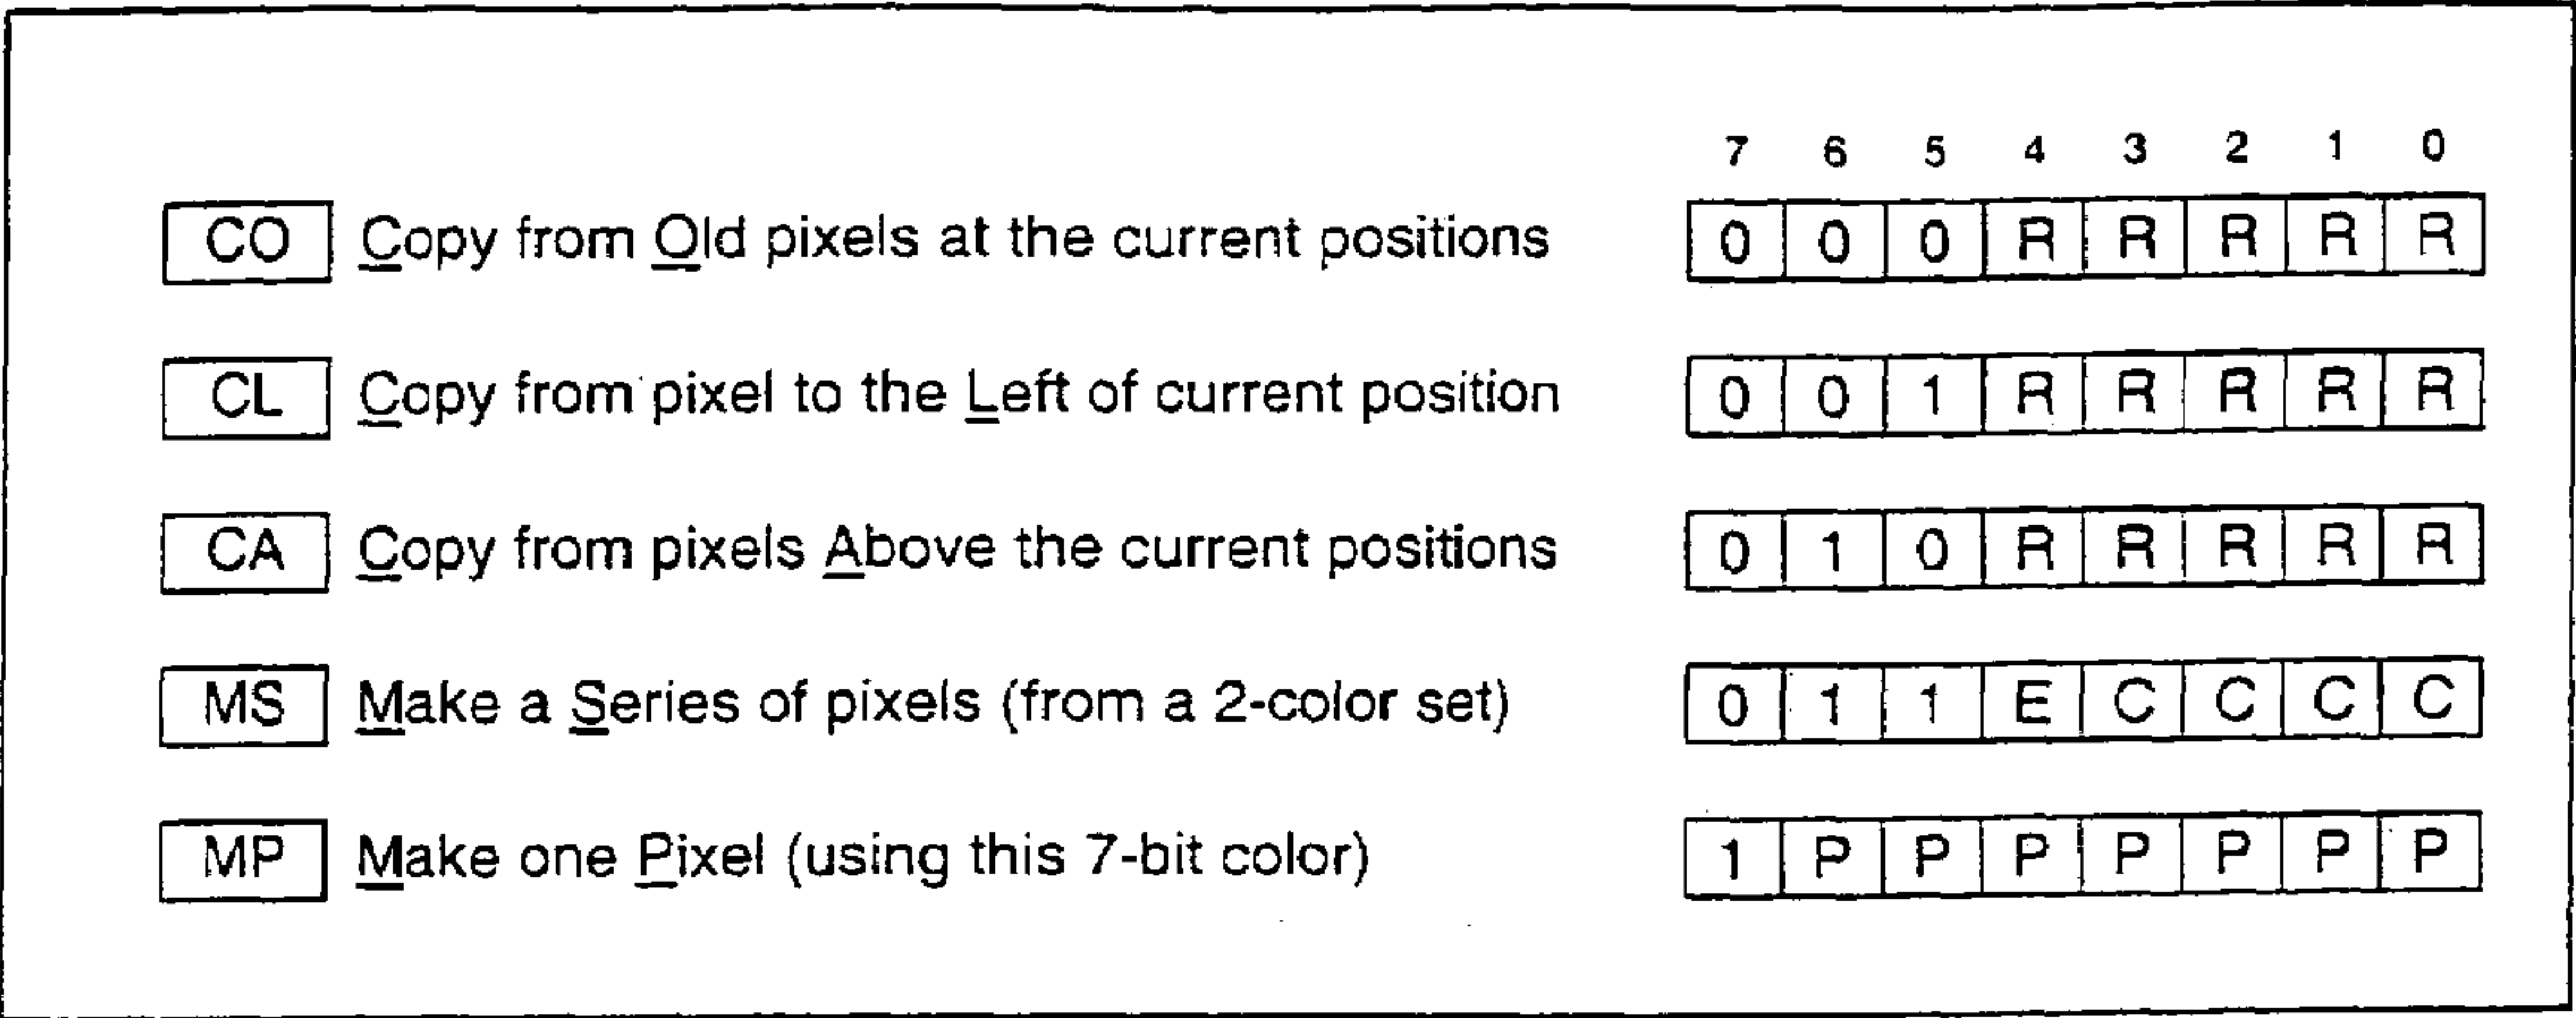 7 6 5 4 3 2 1 0
CO Copy from Old pixels at the current positions 0 0 0 R R R R R
CL Copy from pixel to the Left of current position 0 0 1 R R R R R
CA Copy from pixels Above the current positions 0 1 0 R R R R R
MS Make a Series of pixels (from a 2-color set) 0 1 1 E C C C C
MP Make one Pixel (using this 7-bit color) 1 P P P P P P P